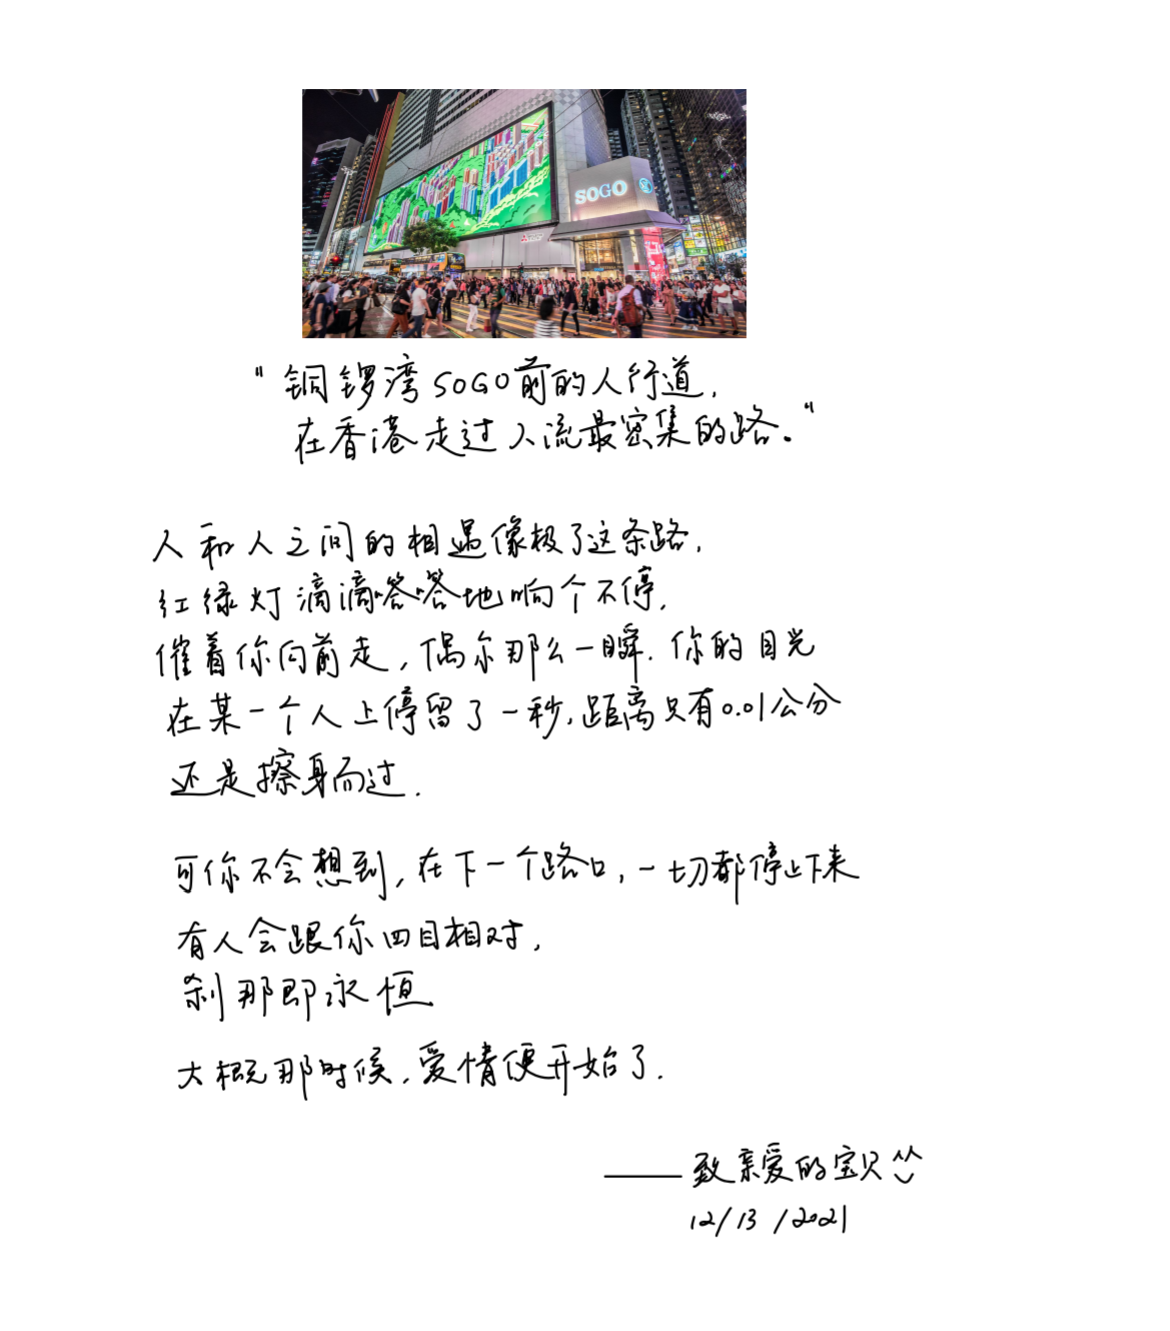 SOGO
"铜锣湾SOGO前的人行道,
在香港走过人流最密集的路。"
人和人之间的相遇像极了这条路,
红绿灯滴滴嗒嗒地响个不停,
催着你向前走,偶尔那么一瞬.你的目光
在某一个人上停留了一秒,距离只有0.01公分
还是擦身而过.
可你不会想到,在下一个路口,一切都停止下来
有人会跟你四目相对,
刹那即永恒
大概那时候,爱情便开始了.
——致亲爱的宝贝
12/13/2021